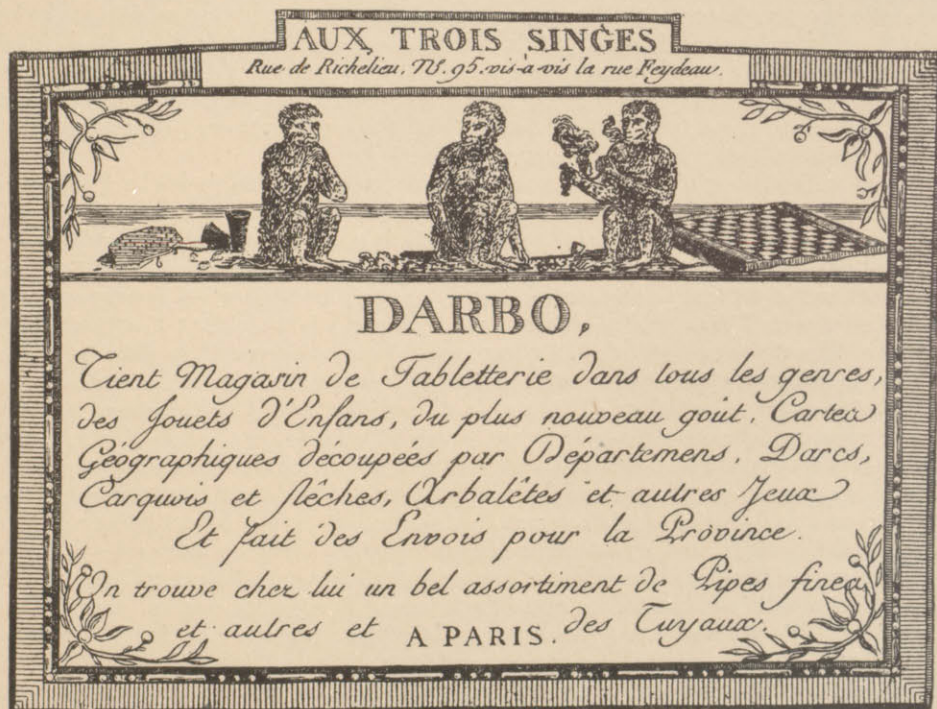 AUX TROIS SINGES
Rue de Richelieu, N.º 95. vis-à-vis la rue Feydeau.
DARBO,
Tient Magasin de Tabletterie dans tous les genres,
des Jouets d'Enfans, du plus nouveau goût. Cartes
Géographiques découpées par Départemens. Darcs,
Carquois et flêches, Arbalêtes et autres Jeux
Et fait des Envois pour la Province.
On trouve chez lui un bel assortiment de Pipes fines
et autres et des Tuyaux.
A PARIS.